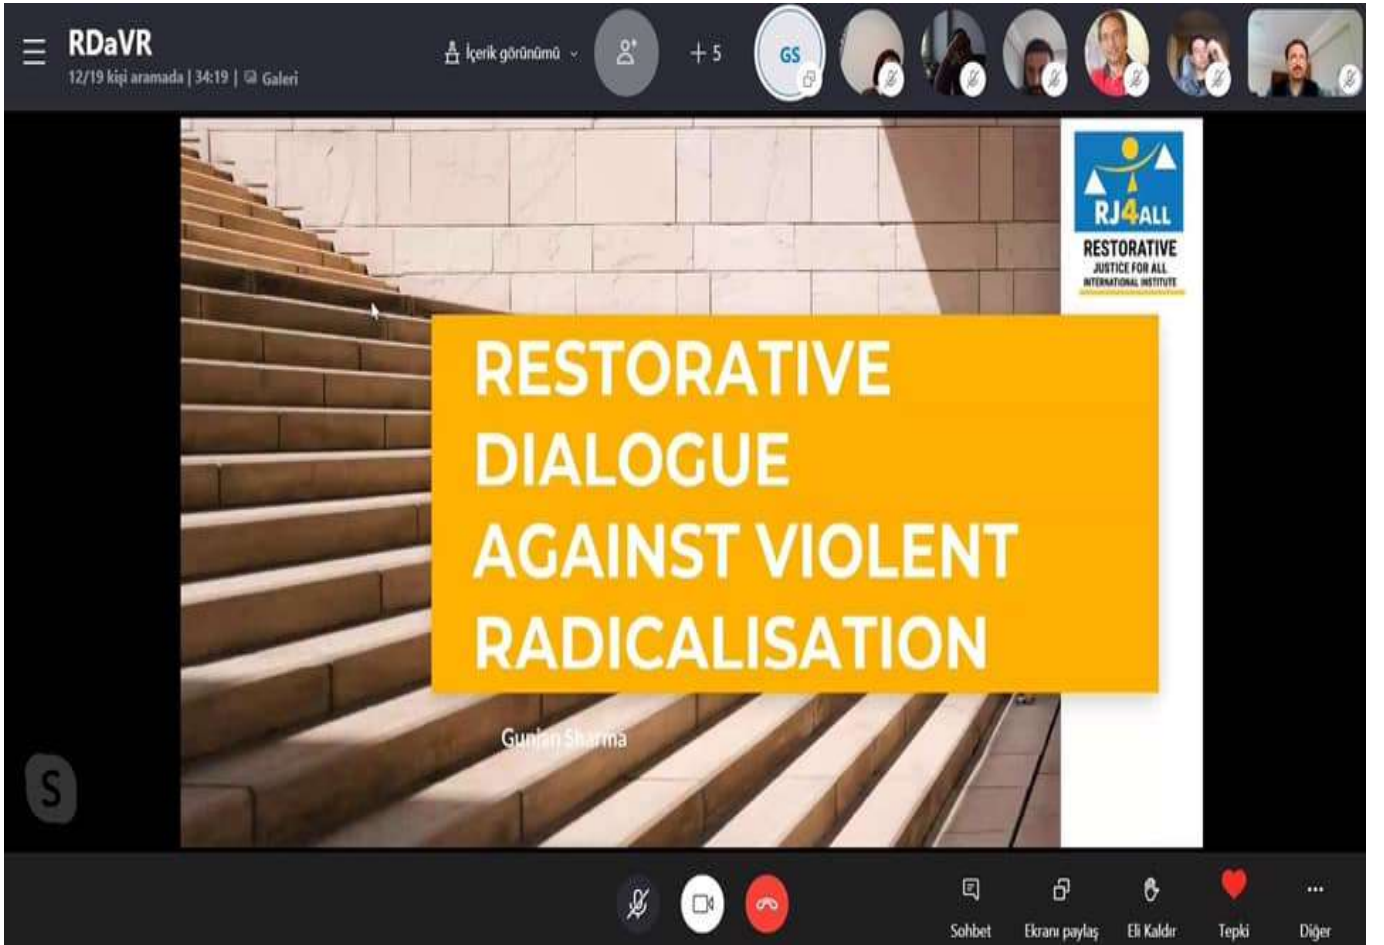 RDaVR
12/19 kişi aramada | 34:19 | Galeri
İçerik görünümü
+5
GS
RJ4ALL
RESTORATIVE
JUSTICE FOR ALL
INTERNATIONAL INSTITUTE
RESTORATIVE
DIALOGUE
AGAINST VIOLENT
RADICALISATION
Gunjan Sharma
S
Sohbet
Ekranı paylaş
Eli Kaldır
Tepki
Diğer